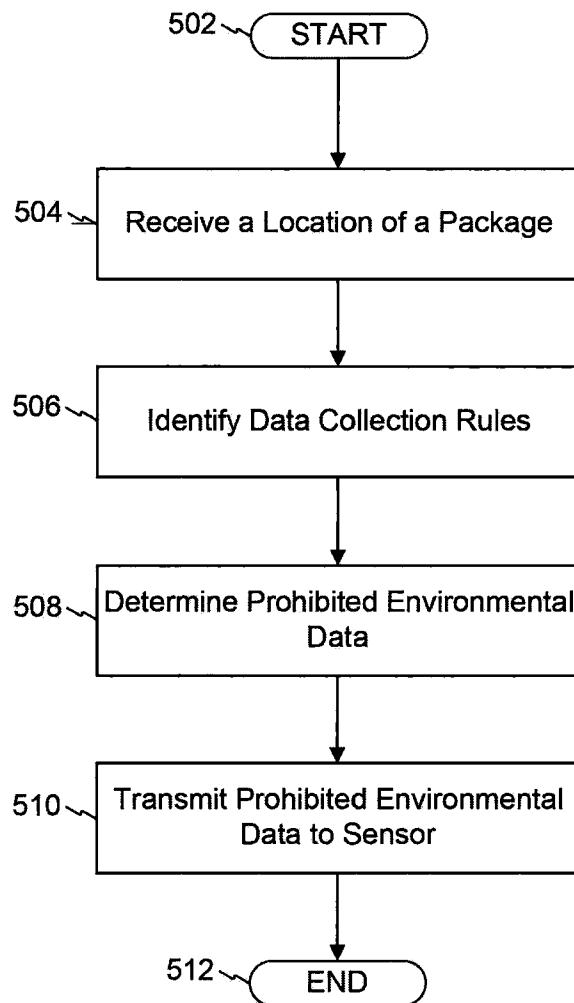 502 START
504 Receive a Location of a Package
506 Identify Data Collection Rules
508 Determine Prohibited Environmental
Data
510 Transmit Prohibited Environmental
Data to Sensor
512 END